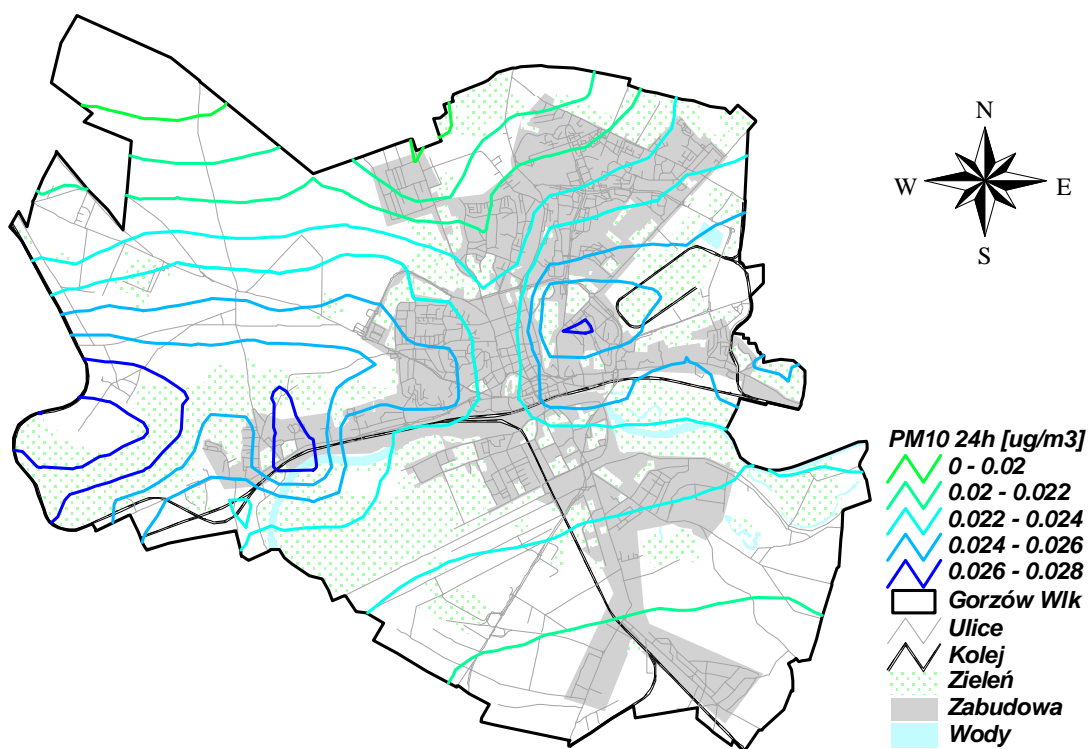 N
W E
S
PM10 24h [ug/m3]
0 - 0.02
0.02 - 0.022
0.022 - 0.024
0.024 - 0.026
0.026 - 0.028
Gorzów Wlk
Ulice
Kolej
Zieleń
Zabudowa
Wody